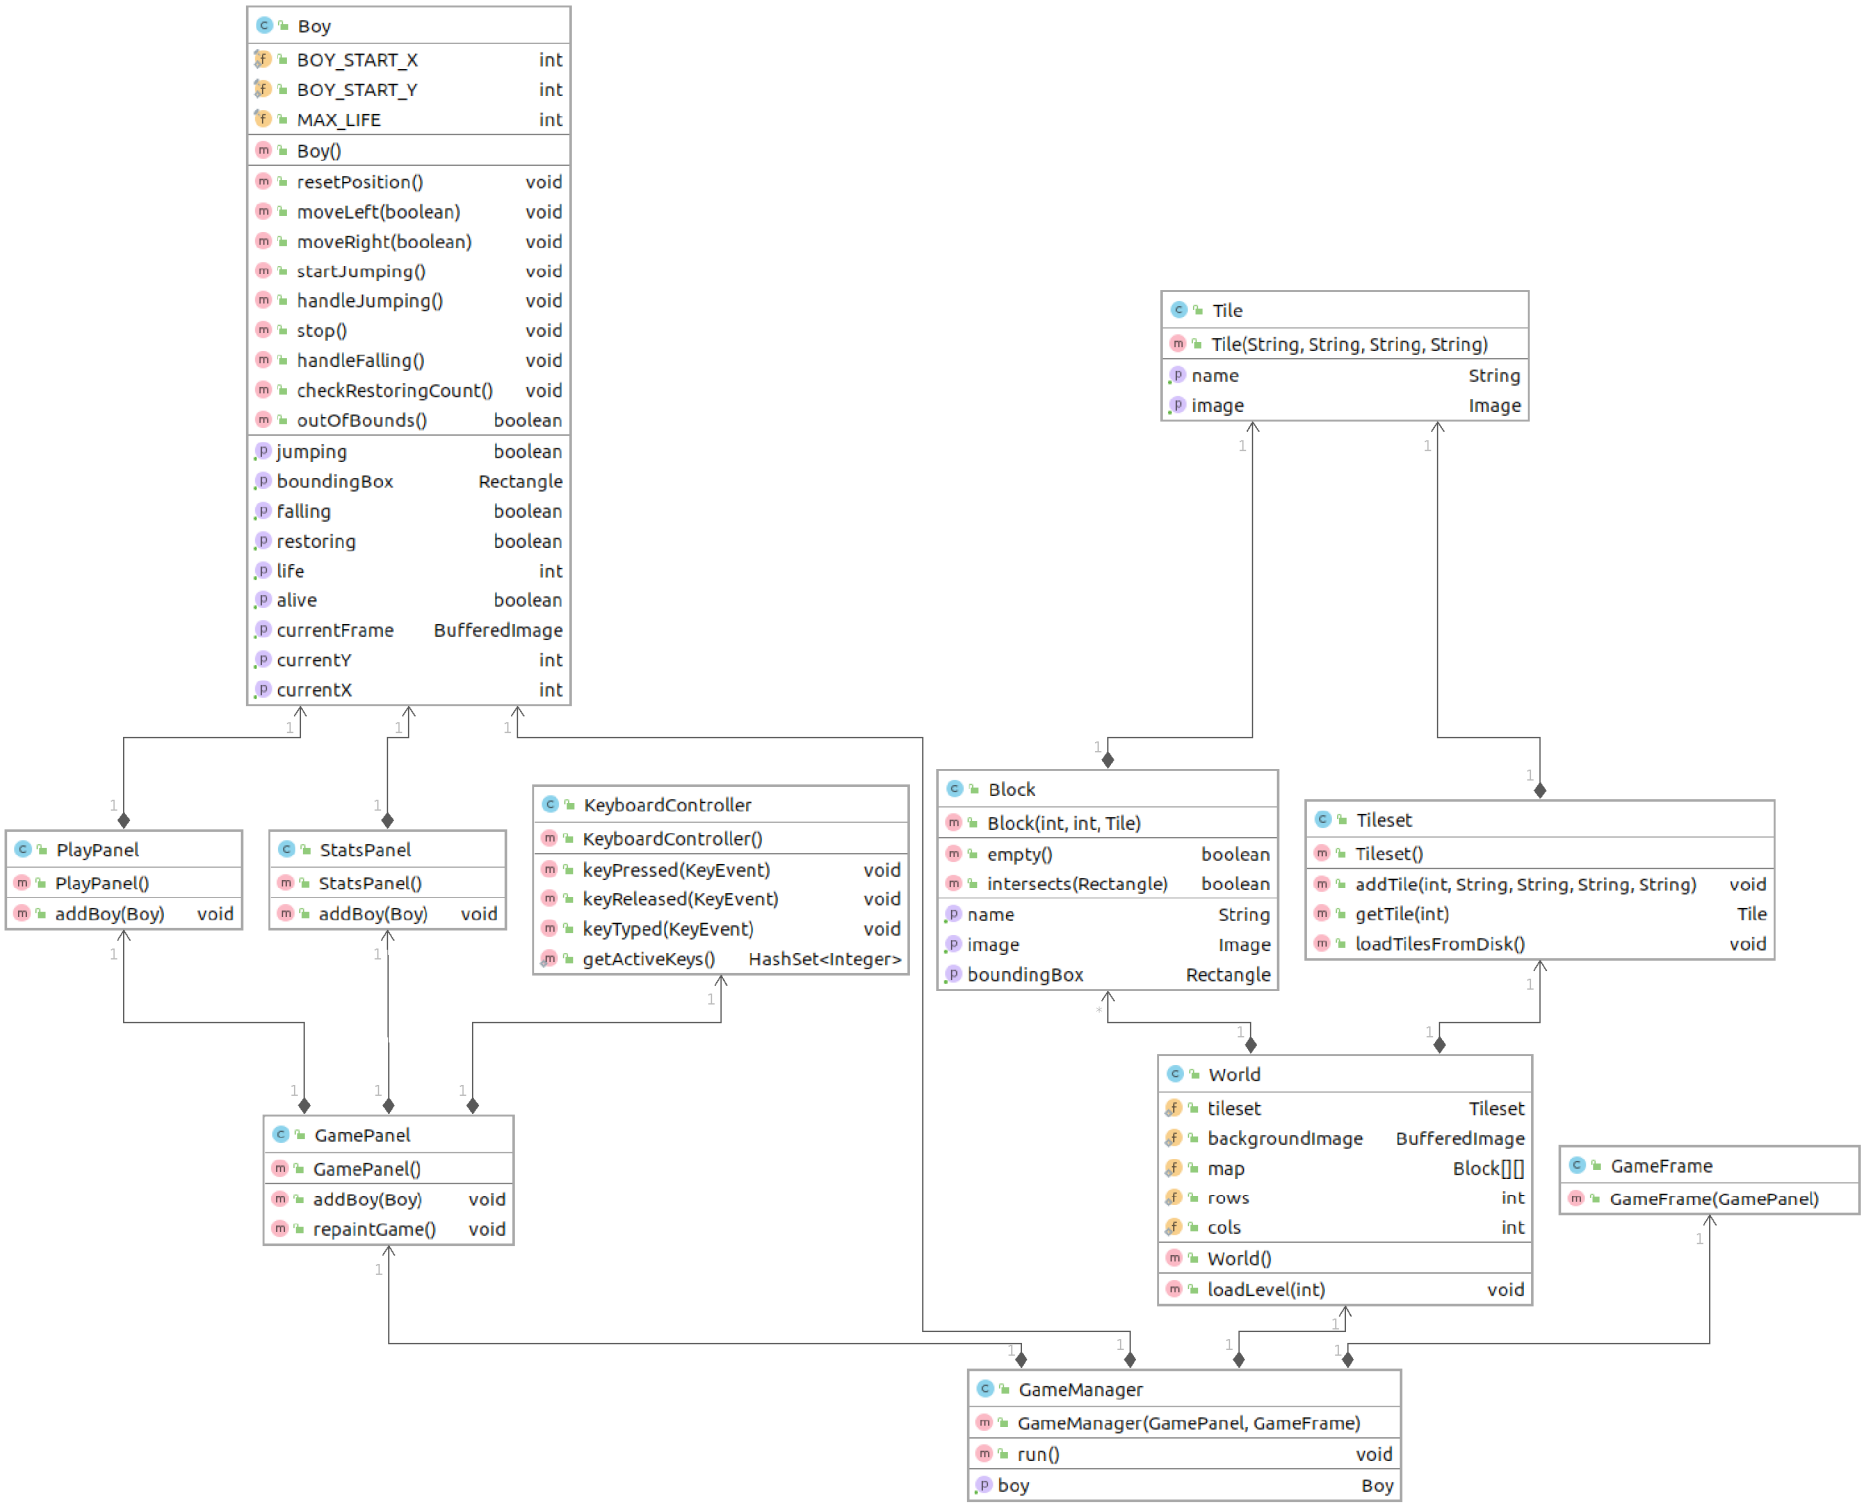 Boy
BOY_START_X int
BOY_START_Y int
MAX_LIFE int
Boy()
resetPosition() void
moveLeft(boolean) void
moveRight(boolean) void
startJumping() void
handleJumping() void
stop() void
handleFalling() void
checkRestoringCount() void
outOfBounds() boolean
jumping boolean
boundingBox Rectangle
falling boolean
restoring boolean
life int
alive boolean
currentFrame BufferedImage
currentY int
currentX int
1 1 1
1 1
Tile
Tile(String, String, String, String)
name String
image Image
1 1
1 1
PlayPanel
PlayPanel()
addBoy(Boy) void
1
StatsPanel
StatsPanel()
addBoy(Boy) void
1
KeyboardController
KeyboardController()
keyPressed(KeyEvent) void
keyReleased(KeyEvent) void
keyTyped(KeyEvent) void
getActiveKeys() HashSet<Integer>
1
Block
Block(int, int, Tile)
empty() boolean
intersects(Rectangle) boolean
name String
image Image
boundingBox Rectangle
*
Tileset
Tileset()
addTile(int, String, String, String, String) void
getTile(int) Tile
loadTilesFromDisk() void
1
1 1 1
GamePanel
GamePanel()
addBoy(Boy) void
repaintGame() void
1
1 1
World
tileset Tileset
backgroundImage BufferedImage
map Block[][]
rows int
cols int
World()
loadLevel(int) void
1
GameFrame
GameFrame(GamePanel)
1
1 1 1 1
GameManager
GameManager(GamePanel, GameFrame)
run() void
boy Boy